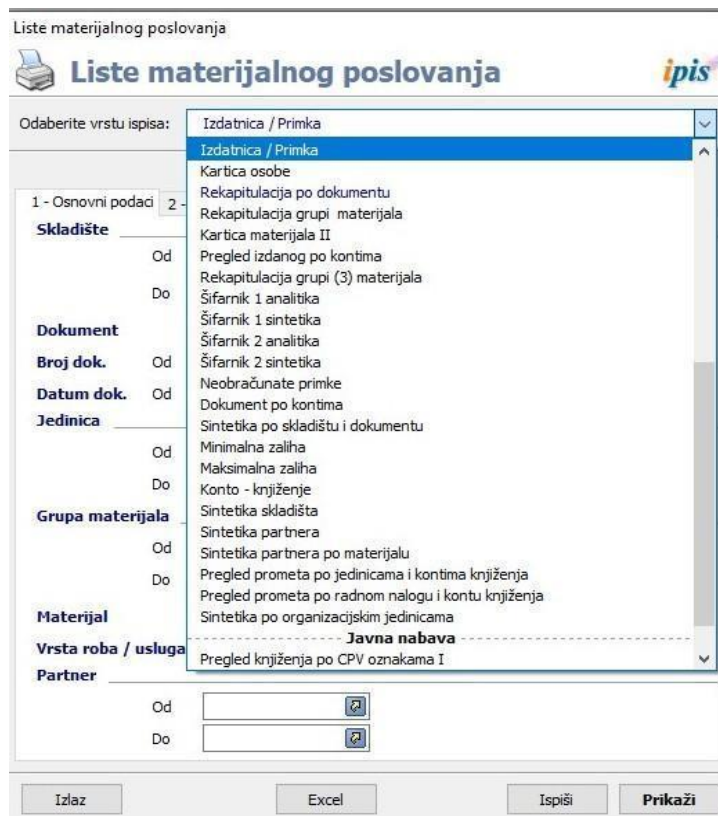 Liste materijalnog poslovanja
Liste materijalnog poslovanja
ipis
Odaberite vrstu ispisa:
Izdatnica / Primka
Izdatnica / Primka
Kartica osobe
Rekapitulacija po dokumentu
Rekapitulacija grupi materijala
Kartica materijala II
Pregled izdanog po kontima
Rekapitulacija grupi (3) materijala
Šifarnik 1 analitika
Šifarnik 1 sintetika
Šifarnik 2 analitika
Šifarnik 2 sintetika
Neobračunate primke
Dokument po kontima
Sintetika po skladištu i dokumentu
Minimalna zaliha
Maksimalna zaliha
Konto - knjiženje
Sintetika skladišta
Sintetika partnera
Sintetika partnera po materijalu
Pregled prometa po jedinicama i kontima knjiženja
Pregled prometa po radnom nalogu i kontu knjiženja
Sintetika po organizacijskim jedinicama
Javna nabava
Pregled knjiženja po CPV oznakama I
1 - Osnovni podaci
2 -
Skladište
Od
Do
Dokument
Broj dok. Od
Datum dok. Od
Jedinica
Od
Do
Grupa materijala
Od
Do
Materijal
Vrsta roba / usluga
Partner
Od
Do
Izlaz
Excel
Ispiši
Prikaži